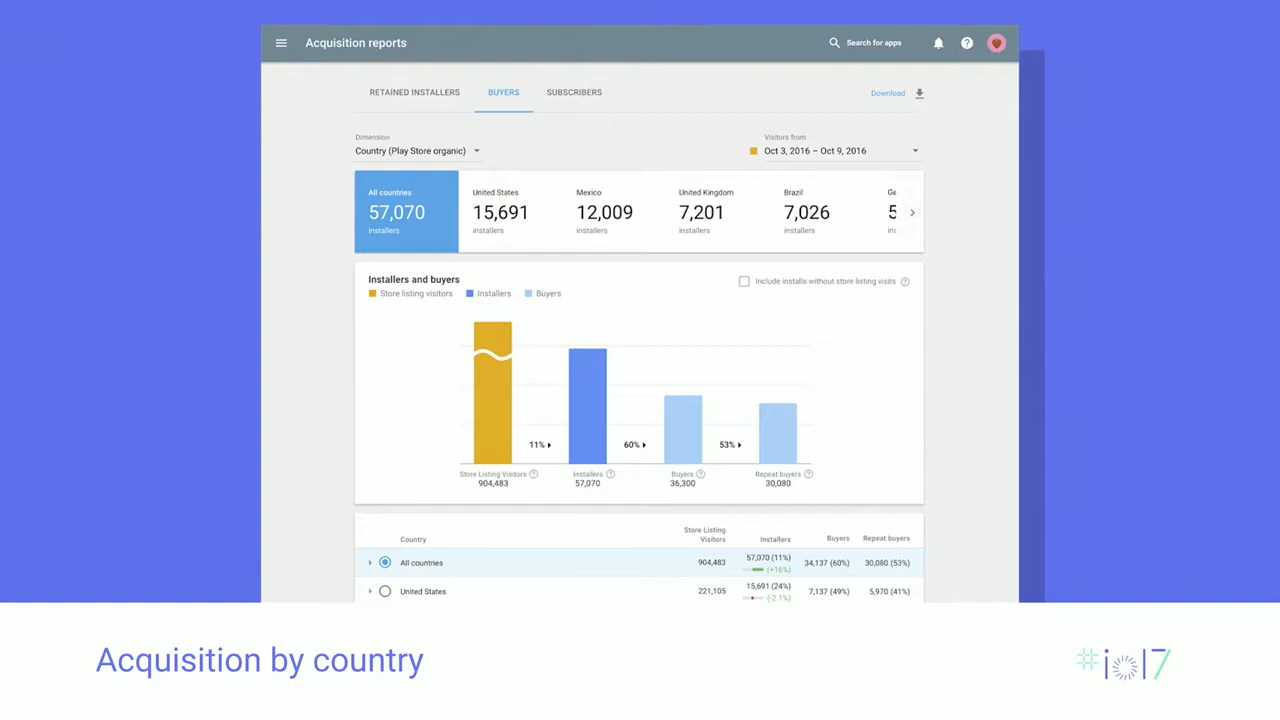 Acquisition reports
Search for apps
RETAINED INSTALLERS BUYERS SUBSCRIBERS
Download
Dimension
Country (Play Store organic)
Visitors from
Oct 3, 2016 – Oct 9, 2016
All countries United States Mexico United Kingdom Brazil Ge
57,070 15,691 12,009 7,201 7,026 5
installers installers installers installers installers ins
Installers and buyers
Include installs without store listing visits
Store listing visitors Installers Buyers
11% 60% 53%
Store Listing Visitors Installers Buyers Repeat buyers
904,483 57,070 36,300 30,080
Country Store Listing Visitors Installers Buyers Repeat buyers
All countries 904,483 57,070 (11%) 34,137 (60%) 30,080 (53%)
(+16%)
United States 221,105 15,691 (24%) 7,137 (49%) 5,970 (41%)
(-2.1%)
Acquisition by country
#io17